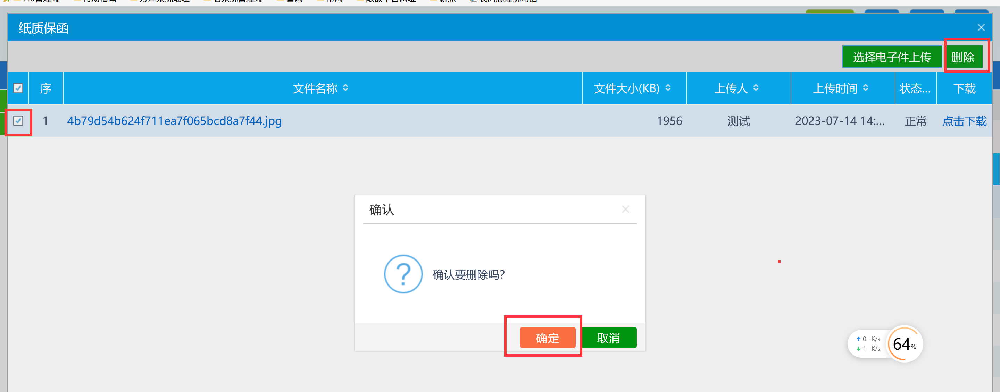 纸质保函
选择电子件上传 删除
序 文件名称 文件大小(KB) 上传人 上传时间 状态... 下载
1 4b79d54b624f711ea7f065bcd8a7f44.jpg 1956 测试 2023-07-14 14:... 正常 点击下载
确认
确认要删除吗?
确定 取消
0 K/s
1 K/s
64%